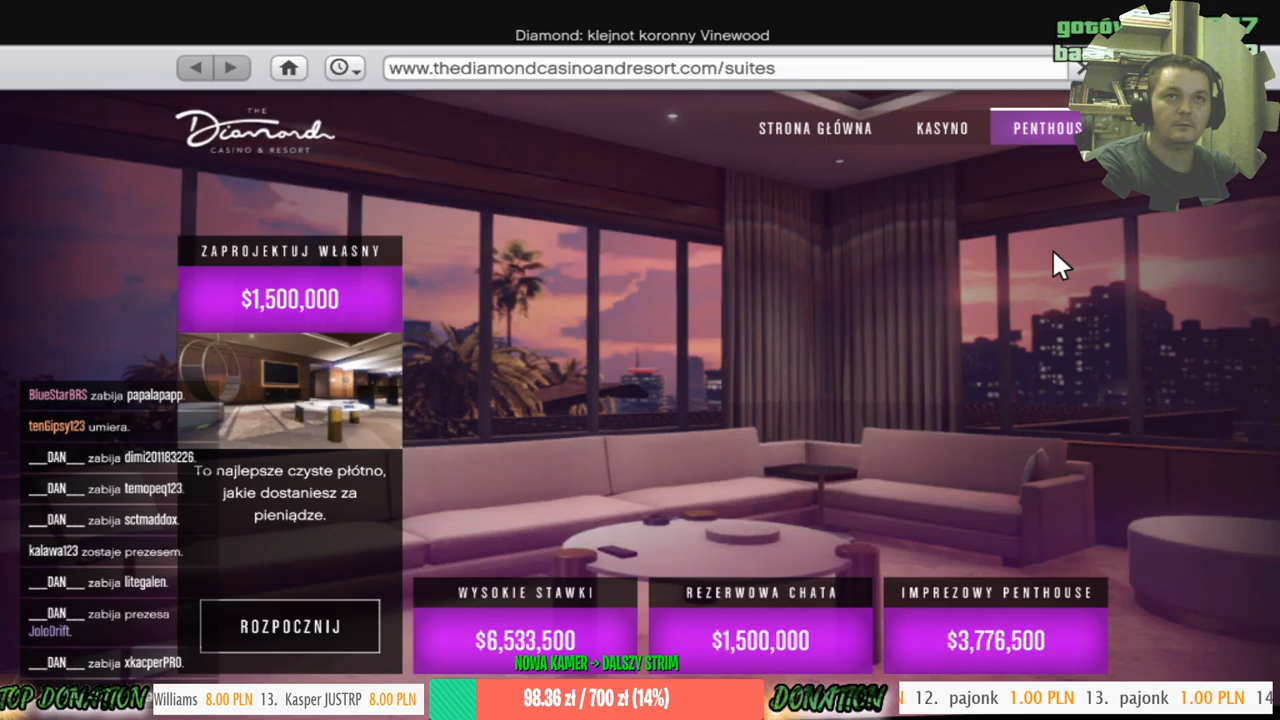 Diamond: klejnot koronny Vinewood
www.thediamondcasinoandresort.com/suites
THE
Diamond
CASINO & RESORT
STRONA GŁÓWNA
KASYNO
PENTHOUS
ZAPROJEKTUJ WŁASNY
$1,500,000
To najlepsze czyste płótno,
jakie dostaniesz za
pieniądze.
ROZPOCZNIJ
BlueStarBRS zabija papalapapp.
tenGipsy123 umiera.
___DAN___ zabija dimi201183226.
___DAN___ zabija temopeq123.
___DAN___ zabija sctmaddox.
kalawa123 zostaje prezesem.
___DAN___ zabija litegalen.
___DAN___ zabija prezesa
JoloDrift.
___DAN___ zabija xkacperPRO.
WYSOKIE STAWKI
$6,533,500
REZERWOWA CHATA
$1,500,000
IMPREZOWY PENTHOUSE
$3,776,500
NOWA KAMER -> DALSZY STRIM
TOP DONATION
Williams 8.00 PLN 13. Kasper JUSTRP 8.00 PLN
98.36 zł / 700 zł (14%)
DONATION
12. pajonk 1.00 PLN 13. pajonk 1.00 PLN 14